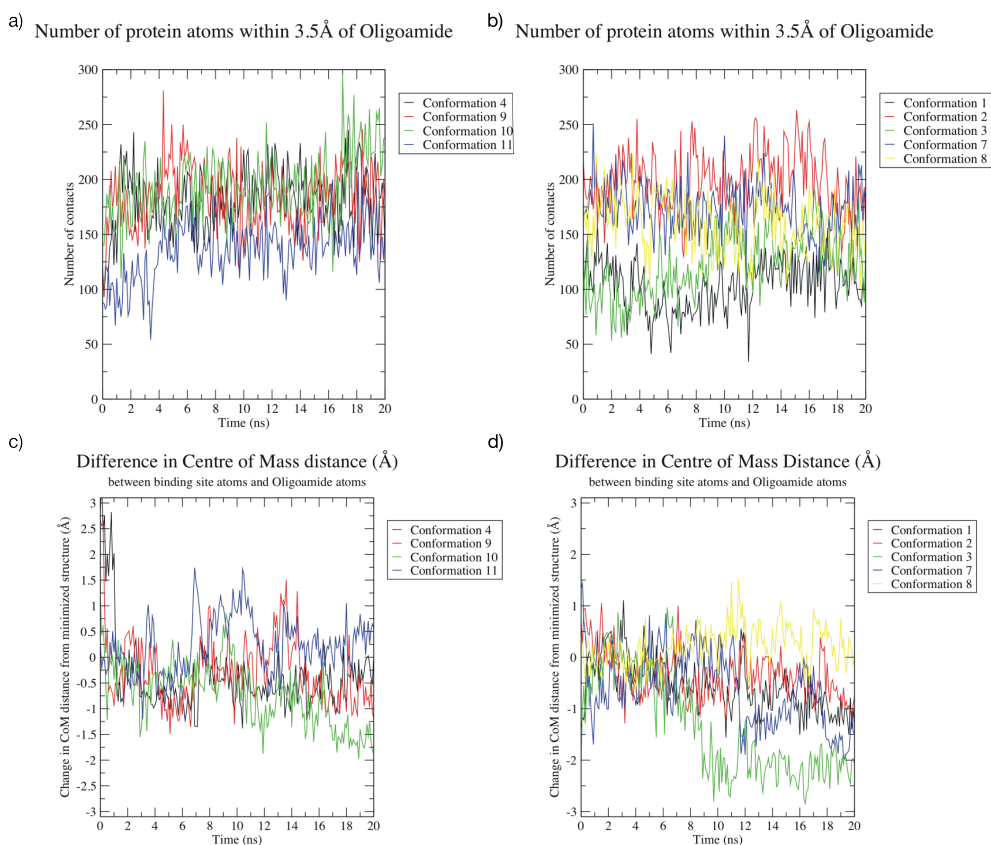 a)
Number of protein atoms within 3.5Å of Oligoamide
300
250
200
150
100
50
0
Number of contacts
0 2 4 6 8 10 12 14 16 18 20
Time (ns)
Conformation 4
Conformation 9
Conformation 10
Conformation 11
b)
Number of protein atoms within 3.5Å of Oligoamide
300
250
200
150
100
50
0
Number of contacts
0 2 4 6 8 10 12 14 16 18 20
Time (ns)
Conformation 1
Conformation 2
Conformation 3
Conformation 7
Conformation 8
c)
Difference in Centre of Mass distance (Å)
between binding site atoms and Oligoamide atoms
3
2.5
2
1.5
1
0.5
0
-0.5
-1
-1.5
-2
-2.5
-3
Change in CoM distance from minimized structure (Å)
0 2 4 6 8 10 12 14 16 18 20
Time (ns)
Conformation 4
Conformation 9
Conformation 10
Conformation 11
d)
Difference in Centre of Mass Distance (Å)
between binding site atoms and Oligoamide atoms
3
2
1
0
-1
-2
-3
Change in CoM distance from minimized structure (Å)
0 2 4 6 8 10 12 14 16 18 20
Time (ns)
Conformation 1
Conformation 2
Conformation 3
Conformation 7
Conformation 8